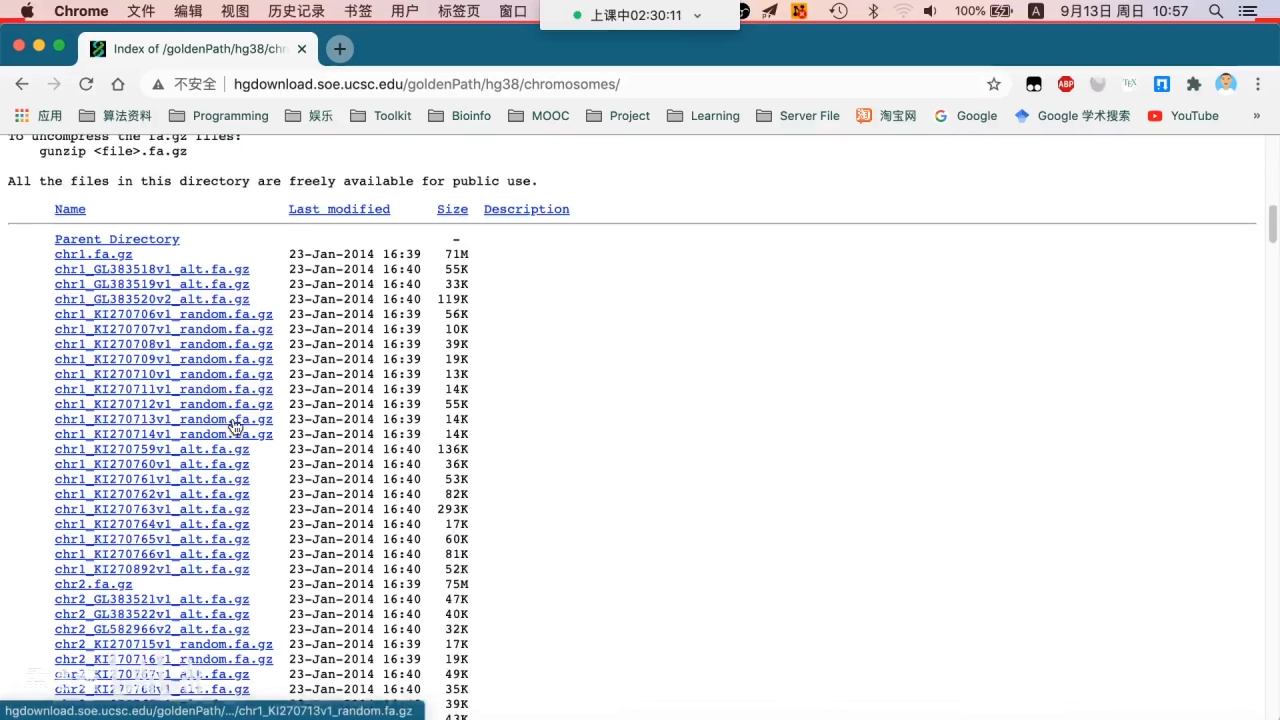 Chrome 文件 编辑 视图 历史记录 书签 用户 标签页 窗口 上课中02:30:11 100% A 9月13日 周日 10:57
Index of /goldenPath/hg38/chr
不安全 hgdownload.soe.ucsc.edu/goldenPath/hg38/chromosomes/ ABP
应用 算法资料 Programming 娱乐 Toolkit Bioinfo MOOC Project Learning Server File 淘 淘宝网 Google Google 学术搜索 YouTube »
To uncompress the fa.gz files:
gunzip <file>.fa.gz
All the files in this directory are freely available for public use.
Name Last modified Size Description
Parent Directory -
chr1.fa.gz 23-Jan-2014 16:39 71M
chr1_GL383518v1_alt.fa.gz 23-Jan-2014 16:40 55K
chr1_GL383519v1_alt.fa.gz 23-Jan-2014 16:40 33K
chr1_GL383520v2_alt.fa.gz 23-Jan-2014 16:40 119K
chr1_KI270706v1_random.fa.gz 23-Jan-2014 16:39 56K
chr1_KI270707v1_random.fa.gz 23-Jan-2014 16:39 10K
chr1_KI270708v1_random.fa.gz 23-Jan-2014 16:39 39K
chr1_KI270709v1_random.fa.gz 23-Jan-2014 16:39 19K
chr1_KI270710v1_random.fa.gz 23-Jan-2014 16:39 13K
chr1_KI270711v1_random.fa.gz 23-Jan-2014 16:39 14K
chr1_KI270712v1_random.fa.gz 23-Jan-2014 16:39 55K
chr1_KI270713v1_random.fa.gz 23-Jan-2014 16:39 14K
chr1_KI270714v1_random.fa.gz 23-Jan-2014 16:39 14K
chr1_KI270759v1_alt.fa.gz 23-Jan-2014 16:40 136K
chr1_KI270760v1_alt.fa.gz 23-Jan-2014 16:40 36K
chr1_KI270761v1_alt.fa.gz 23-Jan-2014 16:40 53K
chr1_KI270762v1_alt.fa.gz 23-Jan-2014 16:40 82K
chr1_KI270763v1_alt.fa.gz 23-Jan-2014 16:40 293K
chr1_KI270764v1_alt.fa.gz 23-Jan-2014 16:40 17K
chr1_KI270765v1_alt.fa.gz 23-Jan-2014 16:40 60K
chr1_KI270766v1_alt.fa.gz 23-Jan-2014 16:40 81K
chr1_KI270892v1_alt.fa.gz 23-Jan-2014 16:40 52K
chr2.fa.gz 23-Jan-2014 16:39 75M
chr2_GL383521v1_alt.fa.gz 23-Jan-2014 16:40 47K
chr2_GL383522v1_alt.fa.gz 23-Jan-2014 16:40 40K
chr2_GL582966v2_alt.fa.gz 23-Jan-2014 16:40 32K
chr2_KI270715v1_random.fa.gz 23-Jan-2014 16:39 17K
chr2_KI270716v1_random.fa.gz 23-Jan-2014 16:39 19K
23-Jan-2014 16:40 49K
23-Jan-2014 16:40 35K
23-Jan-2014 16:40 39K
43K
hgdownload.soe.ucsc.edu/goldenPath/.../chr1_KI270713v1_random.fa.gz